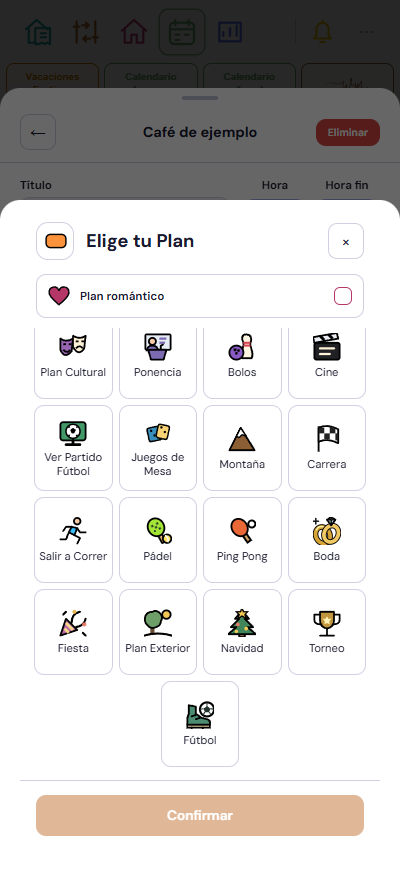 Vacaciones
Calendario
Calendario
←
Café de ejemplo
Eliminar
Título
Hora
Hora fin
Elige tu Plan
×
Plan romántico
Plan Cultural
Ponencia
Bolos
Cine
Ver Partido
Fútbol
Juegos de
Mesa
Montaña
Carrera
Salir a Correr
Pádel
Ping Pong
Boda
Fiesta
Plan Exterior
Navidad
Torneo
Fútbol
Confirmar